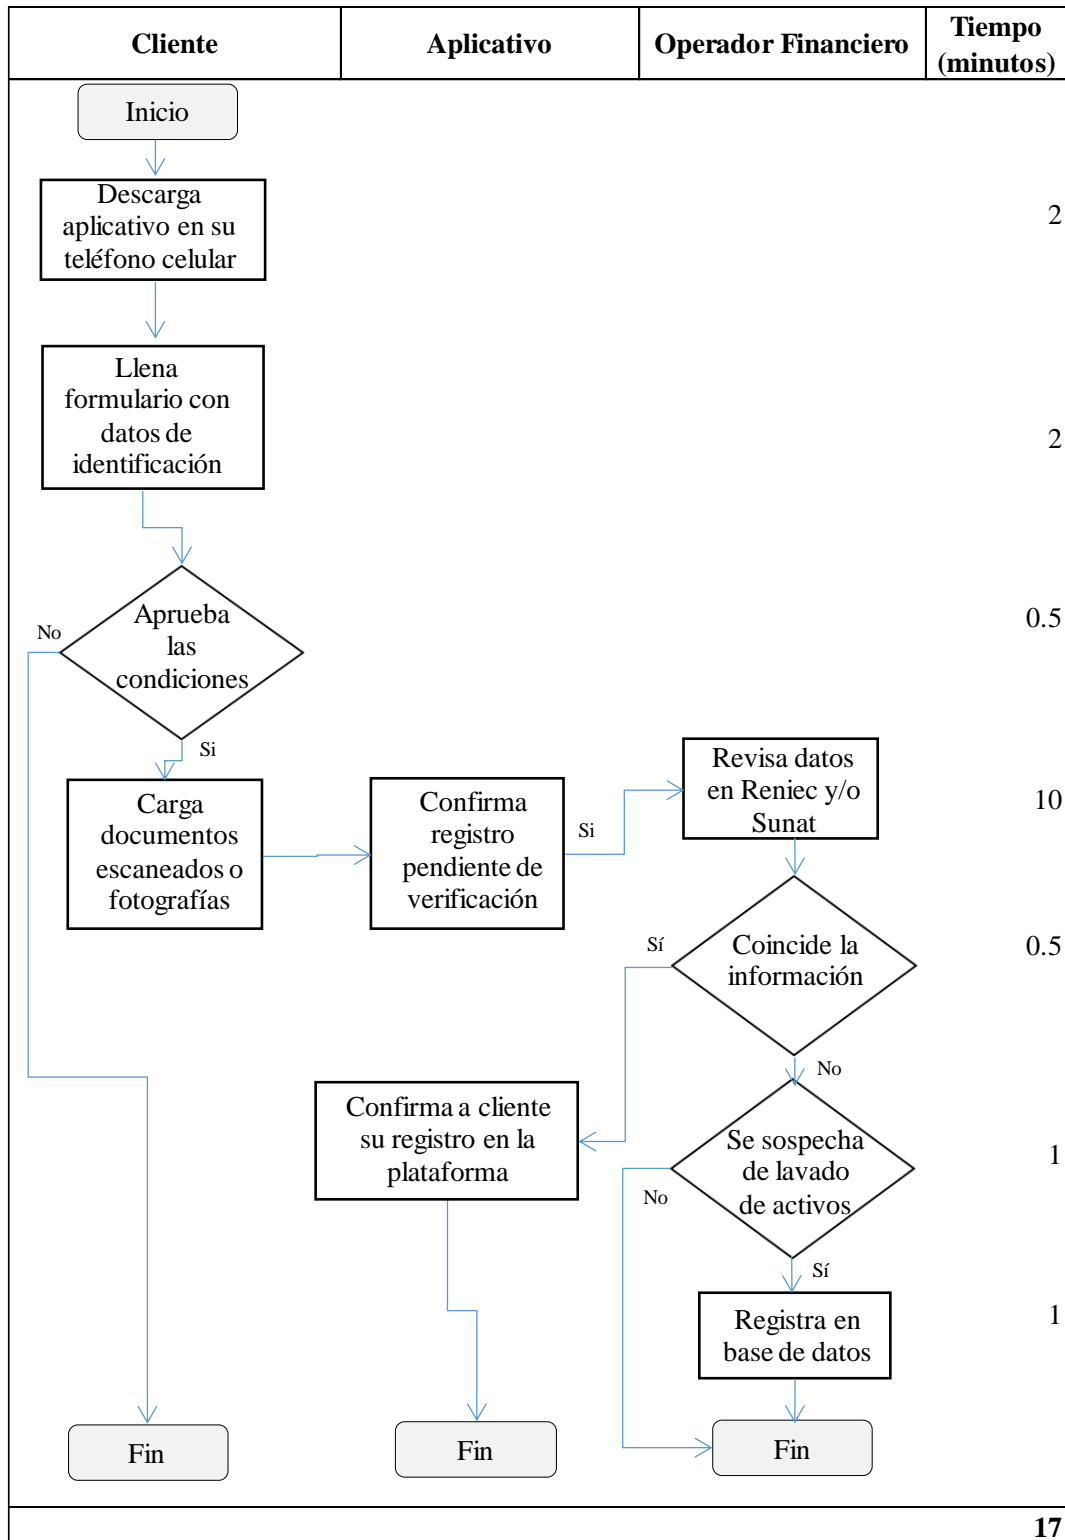 Cliente
Aplicativo
Operador Financiero
Tiempo
(minutos)
Inicio
Descarga
aplicativo en su
teléfono celular
2
Llena
formulario con
datos de
identificación
2
Aprueba
las
condiciones
No
0.5
Si
Carga
documentos
escaneados o
fotografías
Confirma
registro
pendiente de
verificación
Si
Revisa datos
en Reniec y/o
Sunat
10
Coincide la
información
Sí
0.5
No
Confirma a cliente
su registro en la
plataforma
Se sospecha
de lavado
de activos
No
1
Sí
Registra en
base de datos
1
Fin
Fin
Fin
17